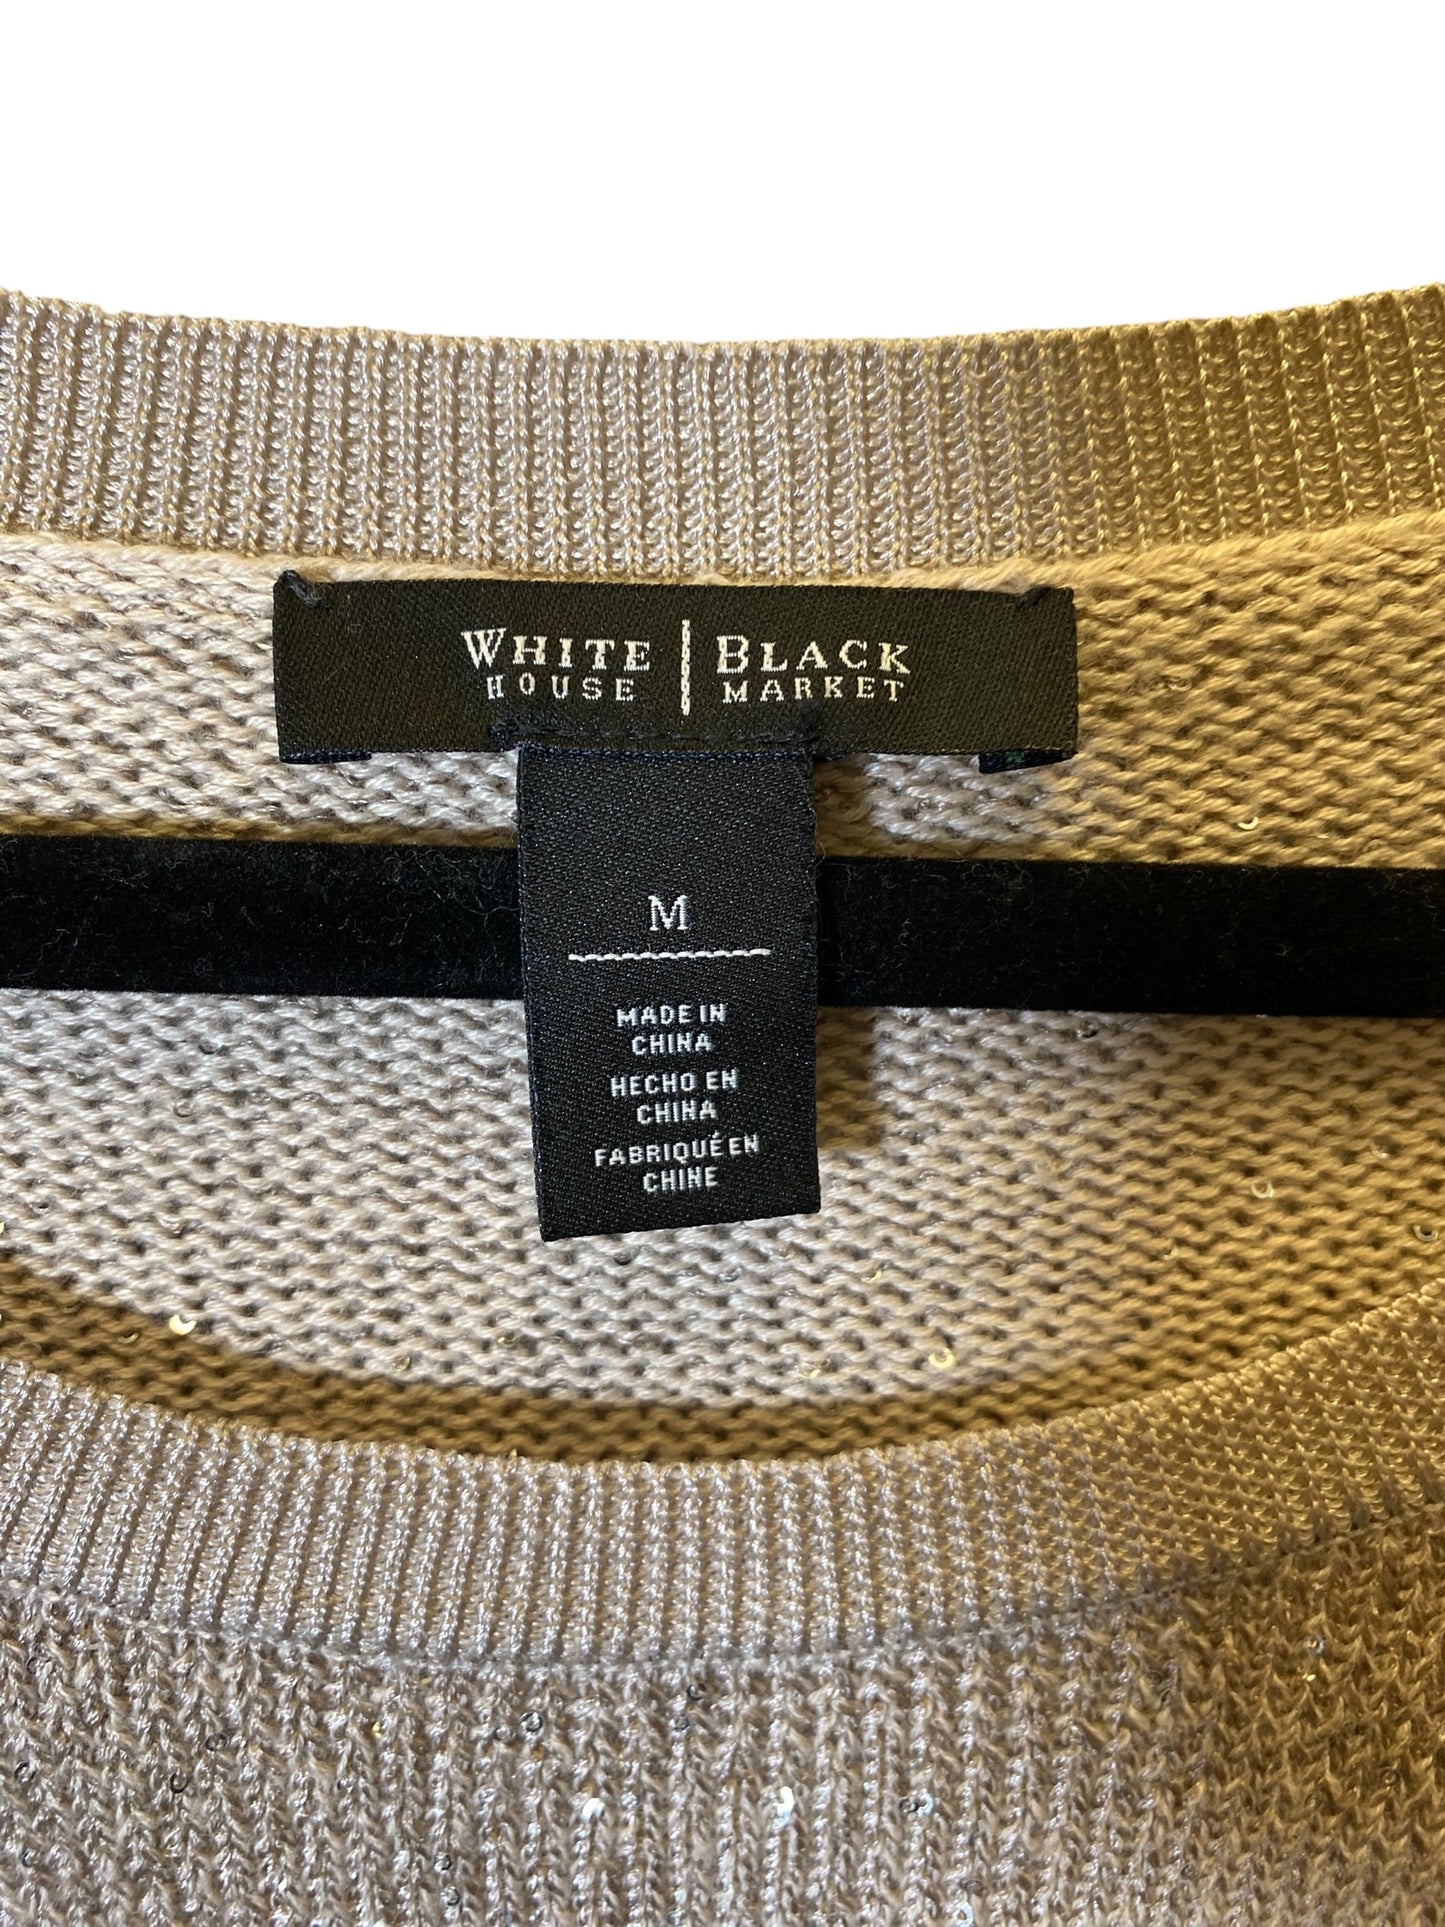 WHITE | BLACK
HOUSE | MARKET
M
MADE IN
CHINA
HECHO EN
CHINA
FABRIQUÉ EN
CHINE